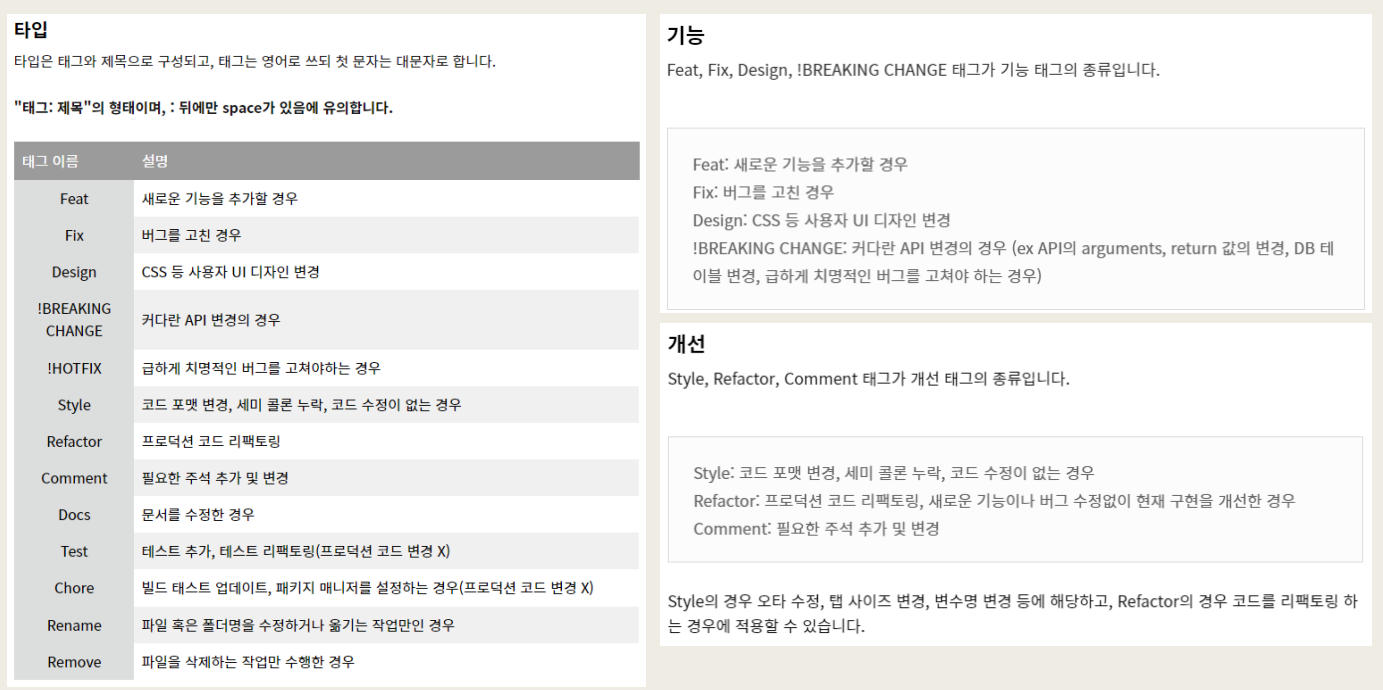 타입
타입은 태그와 제목으로 구성되고, 태그는 영어로 쓰되 첫 문자는 대문자로 합니다.
"태그: 제목"의 형태이며, : 뒤에만 space가 있음에 유의합니다.
태그 이름 설명
Feat 새로운 기능을 추가할 경우
Fix 버그를 고친 경우
Design CSS 등 사용자 UI 디자인 변경
!BREAKING
CHANGE 커다란 API 변경의 경우
!HOTFIX 급하게 치명적인 버그를 고쳐야하는 경우
Style 코드 포맷 변경, 세미 콜론 누락, 코드 수정이 없는 경우
Refactor 프로덕션 코드 리팩토링
Comment 필요한 주석 추가 및 변경
Docs 문서를 수정한 경우
Test 테스트 추가, 테스트 리팩토링(프로덕션 코드 변경 X)
Chore 빌드 태스트 업데이트, 패키지 매니저를 설정하는 경우(프로덕션 코드 변경 X)
Rename 파일 혹은 폴더명을 수정하거나 옮기는 작업만인 경우
Remove 파일을 삭제하는 작업만 수행한 경우
기능
Feat, Fix, Design, !BREAKING CHANGE 태그가 기능 태그의 종류입니다.
Feat: 새로운 기능을 추가할 경우
Fix: 버그를 고친 경우
Design: CSS 등 사용자 UI 디자인 변경
!BREAKING CHANGE: 커다란 API 변경의 경우 (ex API의 arguments, return 값의 변경, DB 테
이블 변경, 급하게 치명적인 버그를 고쳐야 하는 경우)
개선
Style, Refactor, Comment 태그가 개선 태그의 종류입니다.
Style: 코드 포맷 변경, 세미 콜론 누락, 코드 수정이 없는 경우
Refactor: 프로덕션 코드 리팩토링, 새로운 기능이나 버그 수정없이 현재 구현을 개선한 경우
Comment: 필요한 주석 추가 및 변경
Style의 경우 오타 수정, 탭 사이즈 변경, 변수명 변경 등에 해당하고, Refactor의 경우 코드를 리팩토링 하
는 경우에 적용할 수 있습니다.